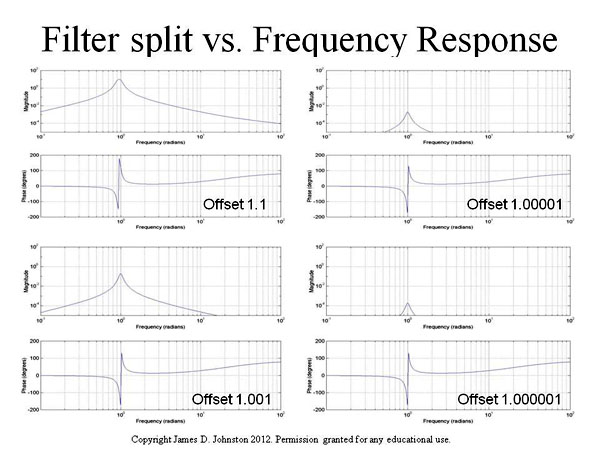 Filter split vs. Frequency Response
Magnitude
Frequency (radians)
Magnitude
Frequency (radians)
200
100
0
-100
-200
Phase (degrees)
Offset 1.1
Frequency (radians)
200
100
0
-100
-200
Phase (degrees)
Offset 1.00001
Frequency (radians)
Magnitude
Frequency (radians)
Magnitude
Frequency (radians)
200
100
0
-100
-200
Phase (degrees)
Offset 1.001
Frequency (radians)
200
100
0
-100
-200
Phase (degrees)
Offset 1.000001
Frequency (radians)
Copyright James D. Johnston 2012. Permission granted for any educational use.